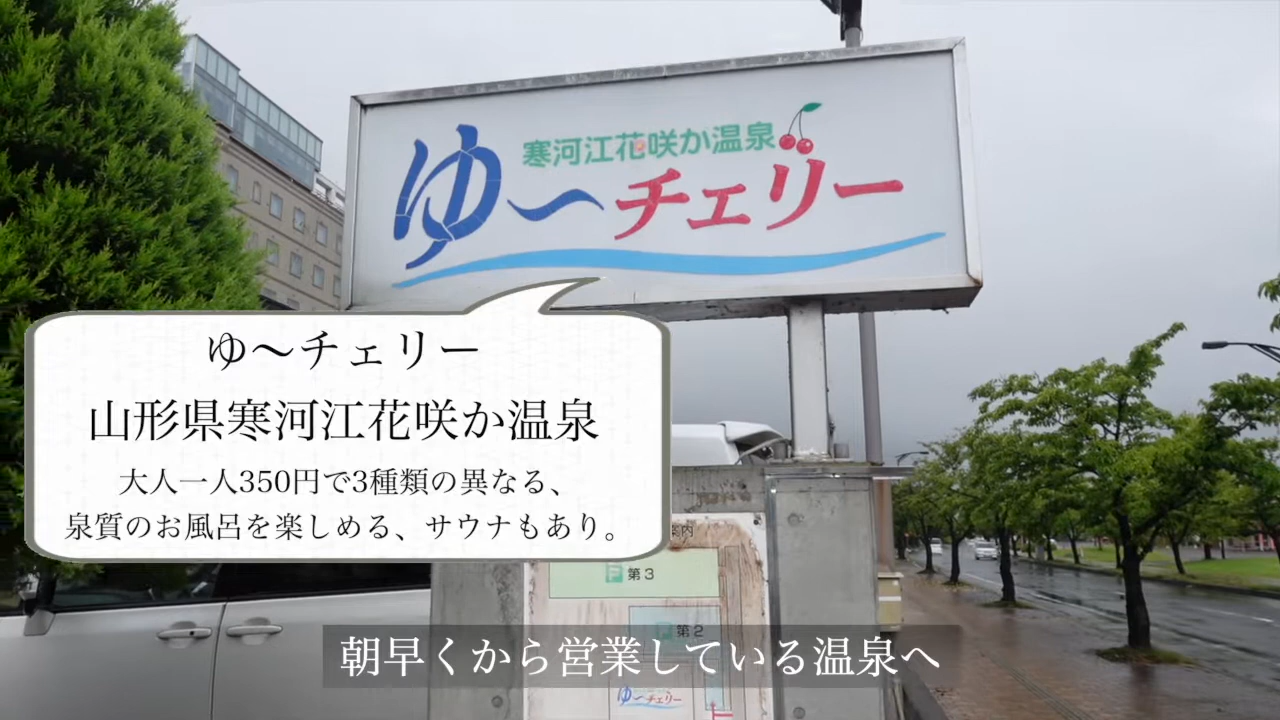 寒河江花咲か温泉
ゆ〜チェリー
ゆ〜チェリー
山形県寒河江花咲か温泉
大人一人350円で3種類の異なる、
泉質のお風呂を楽しめる、サウナもあり。
案内
P 第3
P 第2
朝早くから営業している温泉へ
ゆ〜チェリー